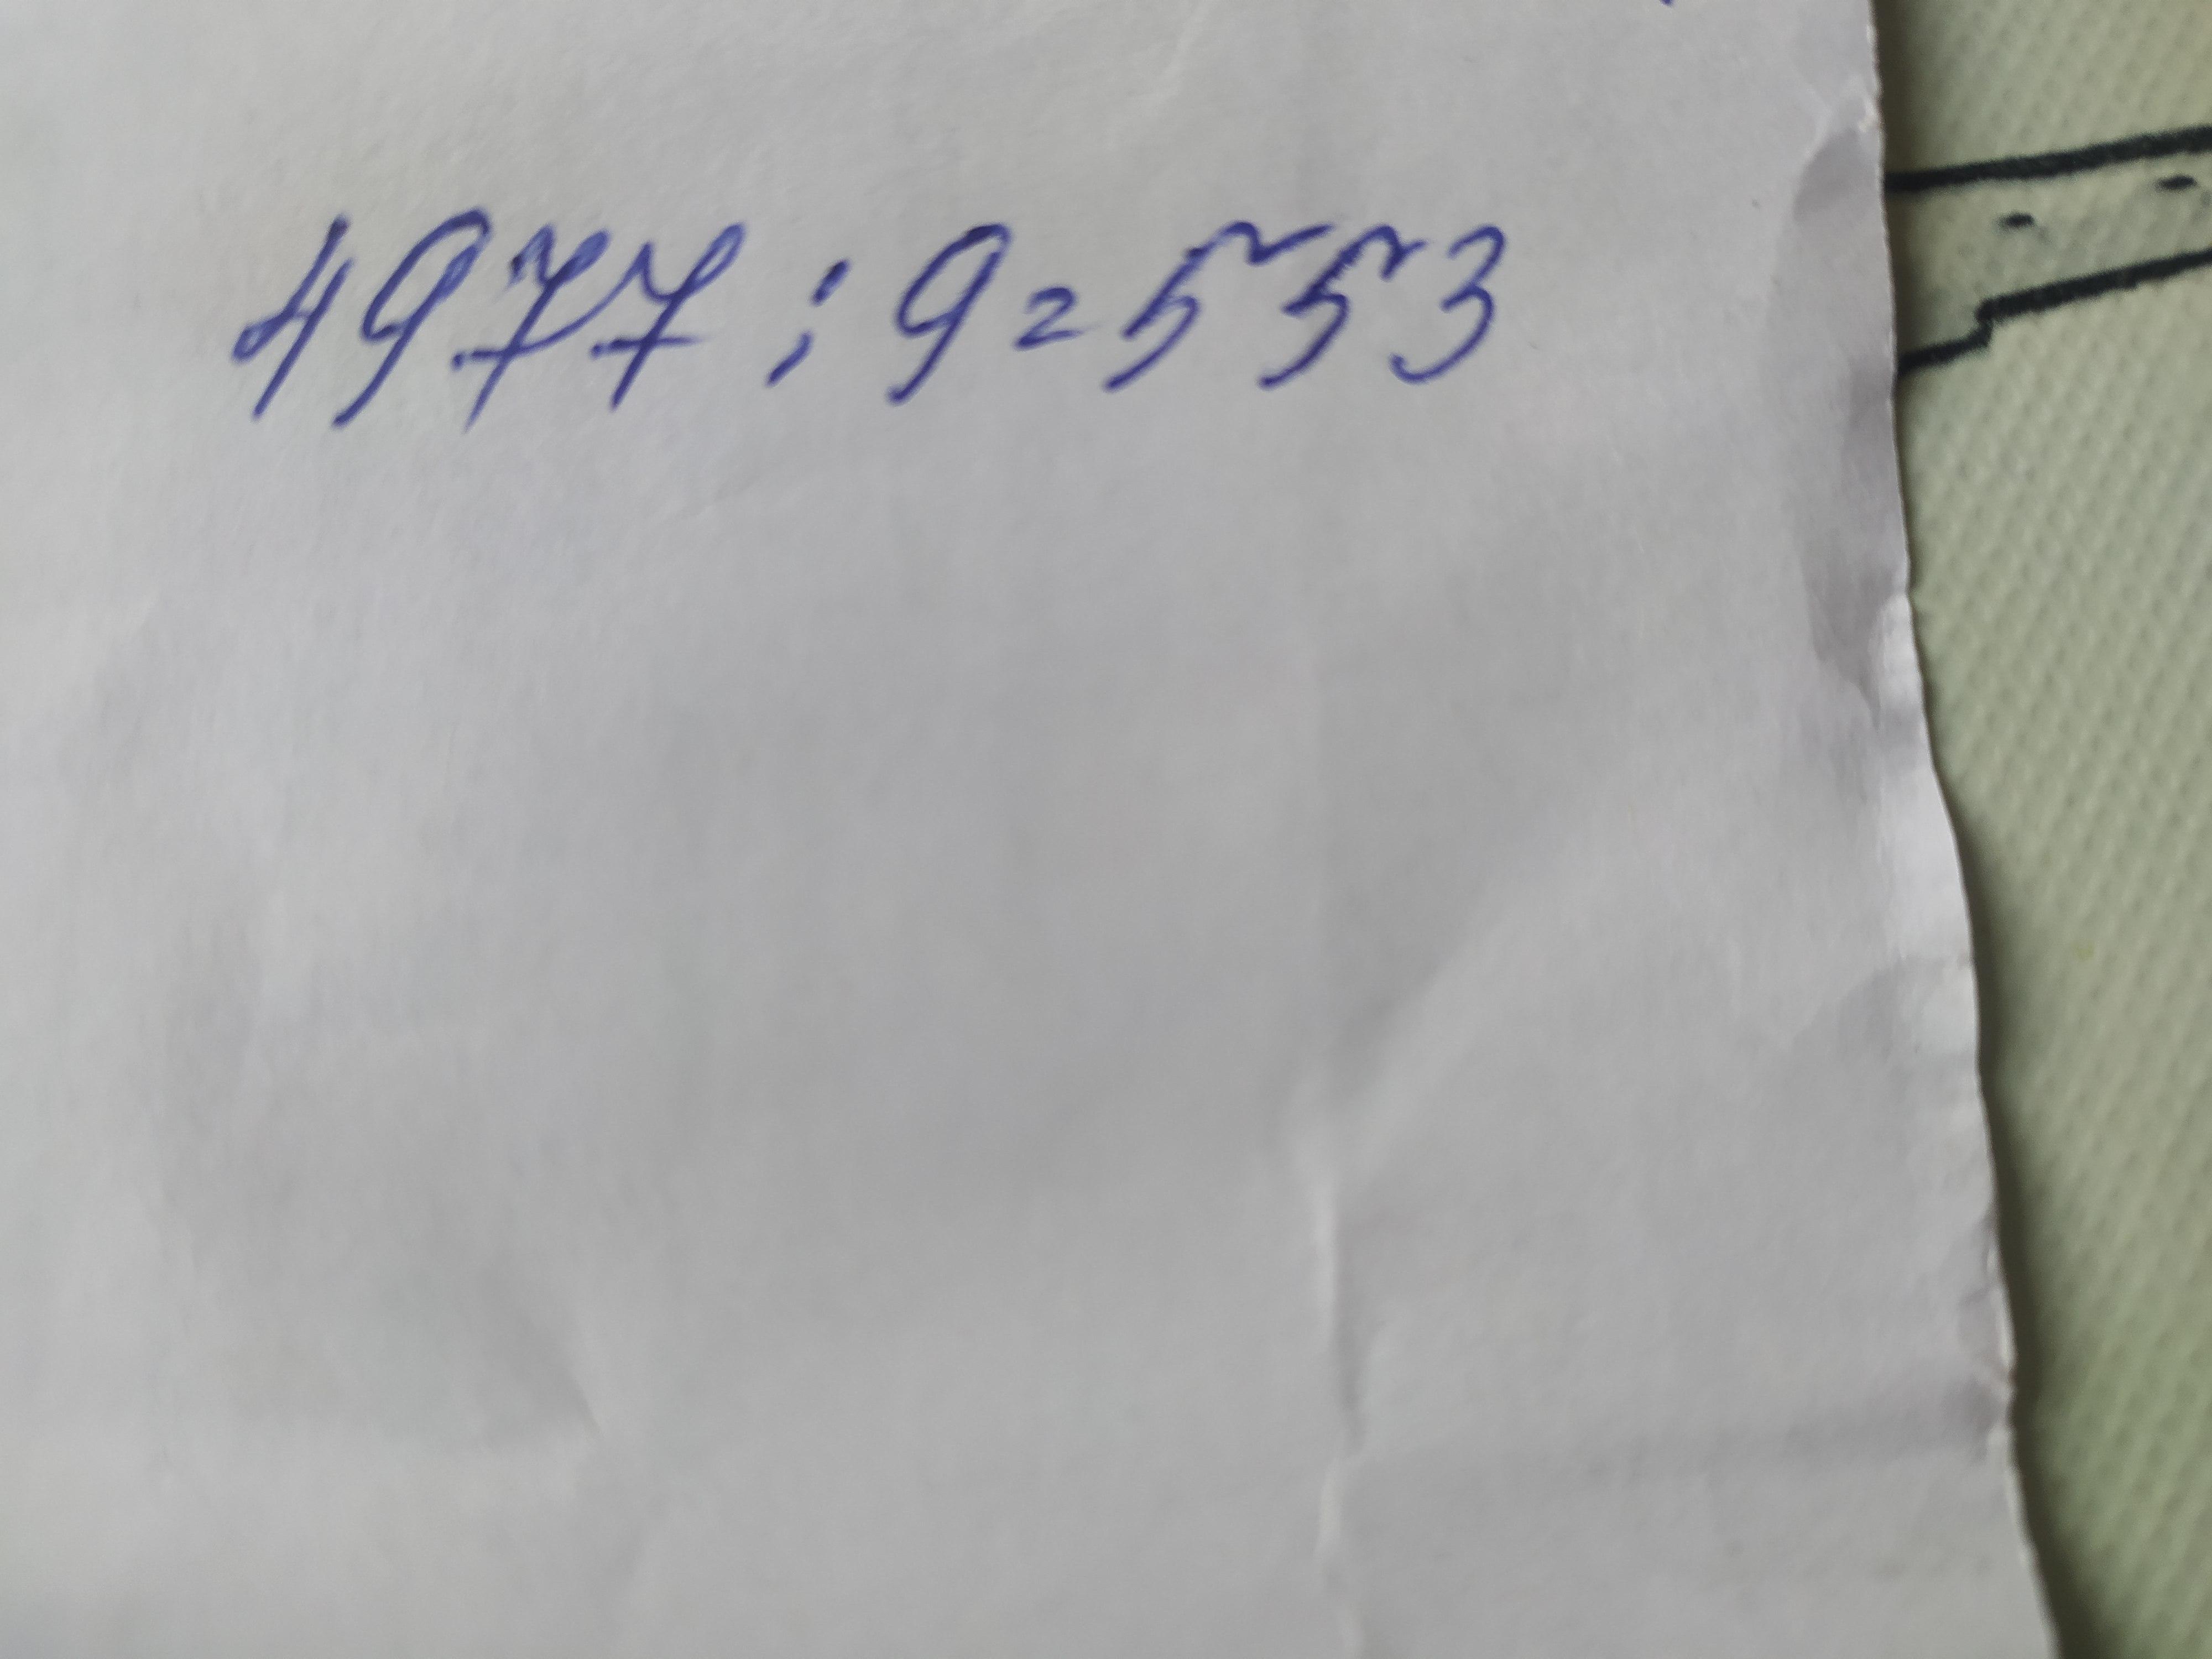 4977 : 9 = 553